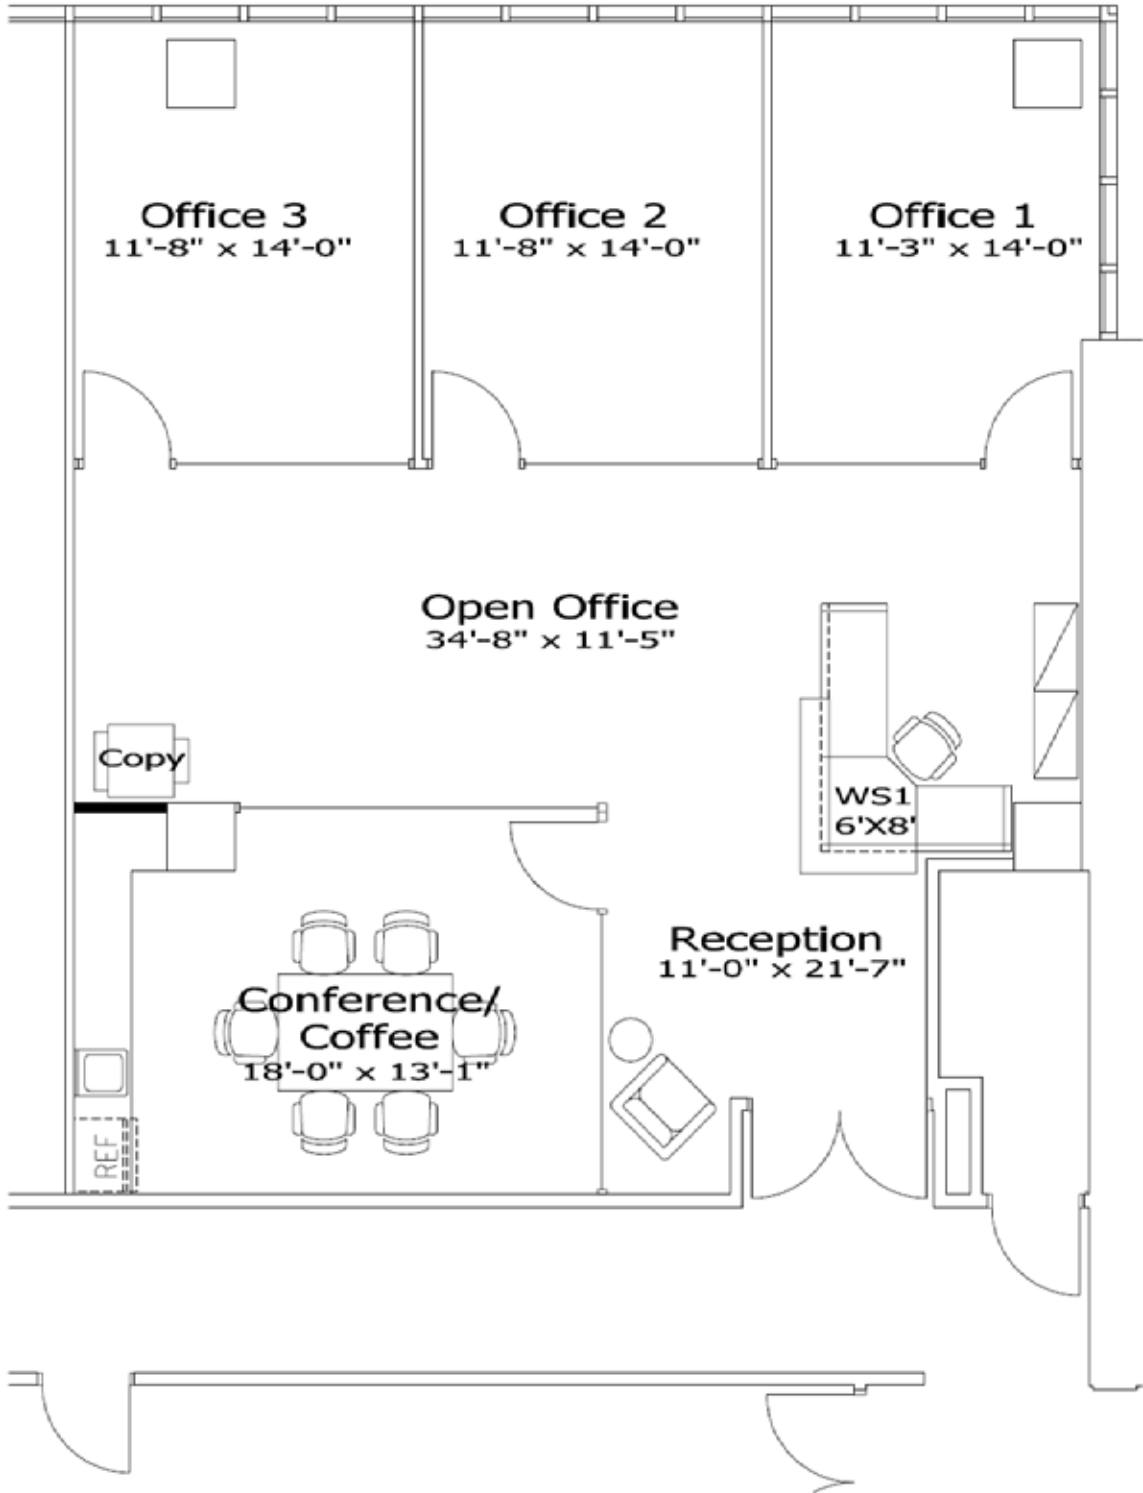 Office 3
11'-8" x 14'-0"
Office 2
11'-8" x 14'-0"
Office 1
11'-3" x 14'-0"
Open Office
34'-8" x 11'-5"
Copy
WS1
6'X8'
Reception
11'-0" x 21'-7"
Conference/
Coffee
18'-0" x 13'-1"
REF